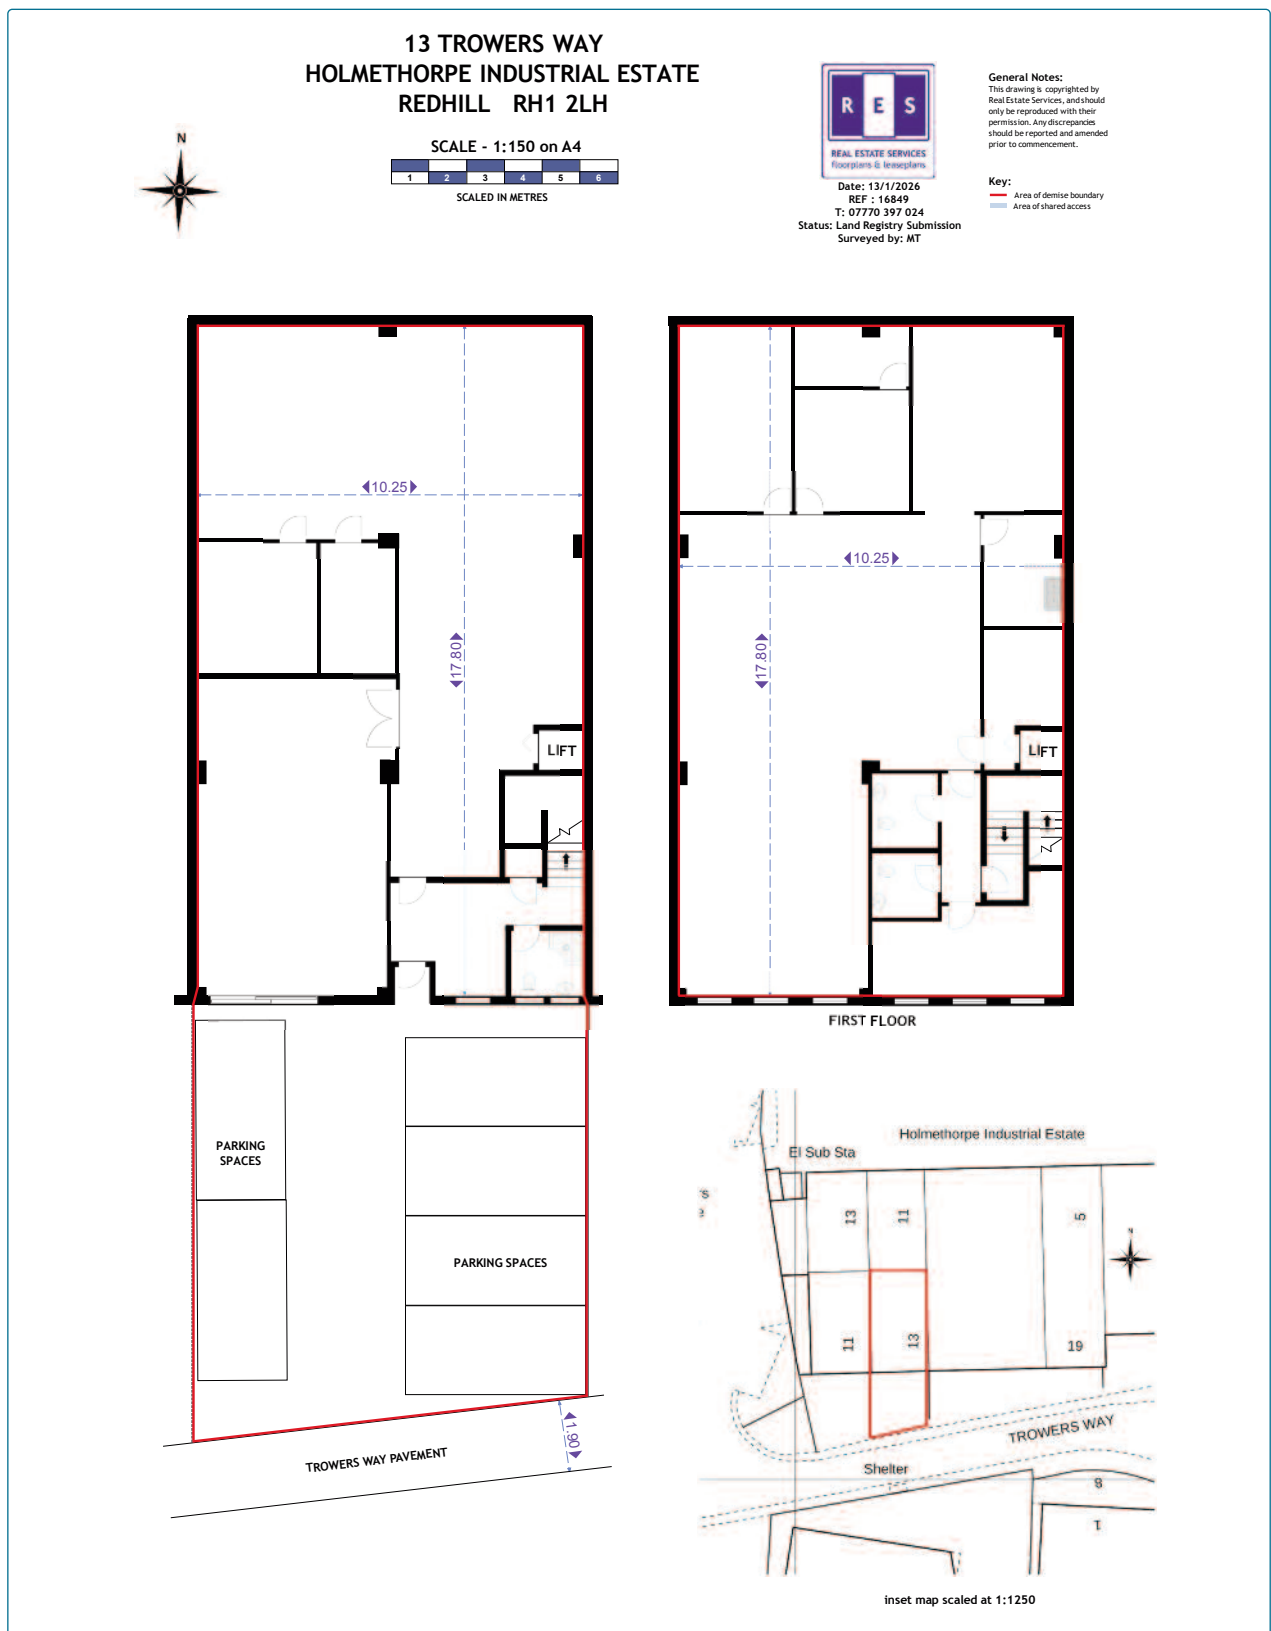 13 TROWERS WAY
HOLMETHORPE INDUSTRIAL ESTATE
REDHILL RH1 2LH
N
SCALE - 1:150 on A4
1 2 3 4 5 6
SCALED IN METRES
R E S
REAL ESTATE SERVICES
floorplans & leaseplans
Date: 13/1/2026
REF : 16849
T: 07770 397 024
Status: Land Registry Submission
Surveyed by: MT
General Notes:
This drawing is copyrighted by
Real Estate Services, and should
only be reproduced with their
permission. Any discrepancies
should be reported and amended
prior to commencement.
Key:
Area of demise boundary
Area of shared access
10.25
17.80
LIFT
PARKING
SPACES
PARKING SPACES
1.90
TROWERS WAY PAVEMENT
10.25
17.80
LIFT
FIRST FLOOR
Holmethorpe Industrial Estate
El Sub Sta
13
11
5
N
11
13
19
TROWERS WAY
Shelter
8
1
inset map scaled at 1:1250